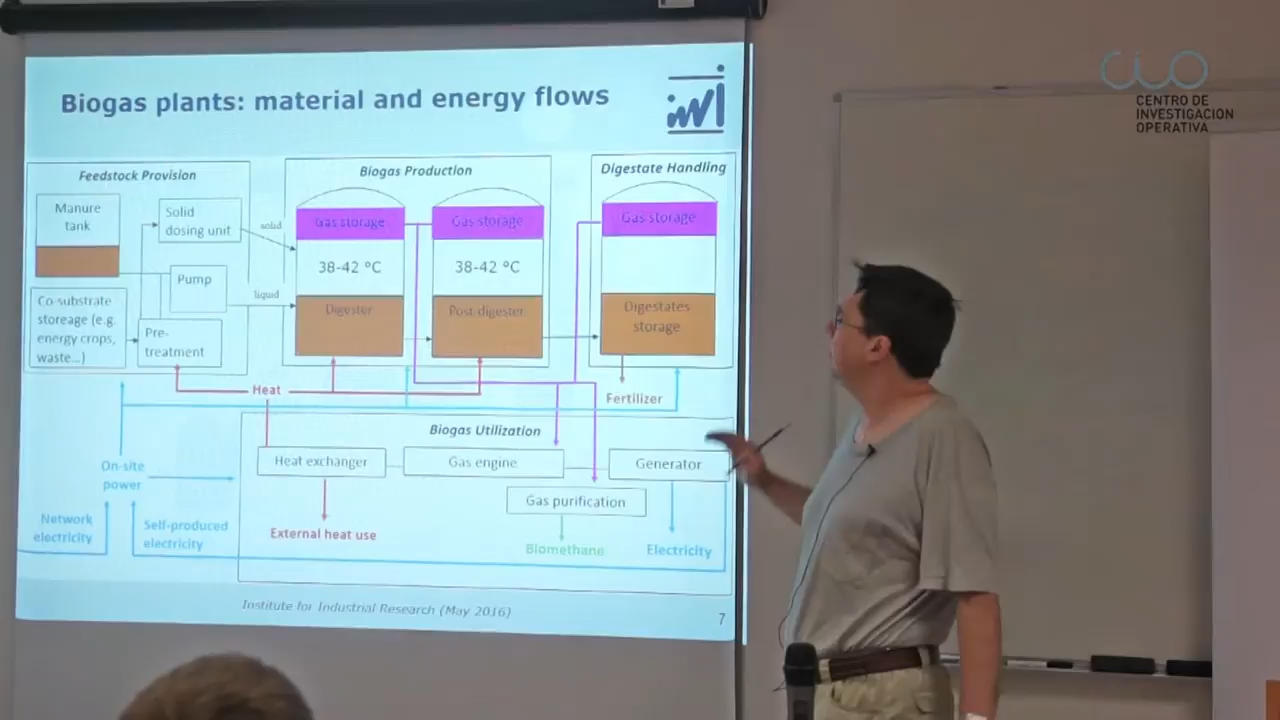 Biogas plants: material and energy flows
inVI
CIO
CENTRO DE
INVESTIGACION
OPERATIVA
Feedstock Provision
Manure
tank
Solid
dosing unit
Pump
Co-substrate
storeage (e.g.
energy crops,
waste...)
Pre-
treatment
solid
liquid
Biogas Production
Gas storage
38-42 °C
Digester
Gas storage
38-42 °C
Post-digester
Digestate Handling
Gas storage
Digestates
storage
Heat
Fertilizer
Biogas Utilization
Heat exchanger
Gas engine
Generator
Gas purification
On-site
power
Network
electricity
Self-produced
electricity
External heat use
Biomethane
Electricity
Institute for Industrial Research (May 2016)
7